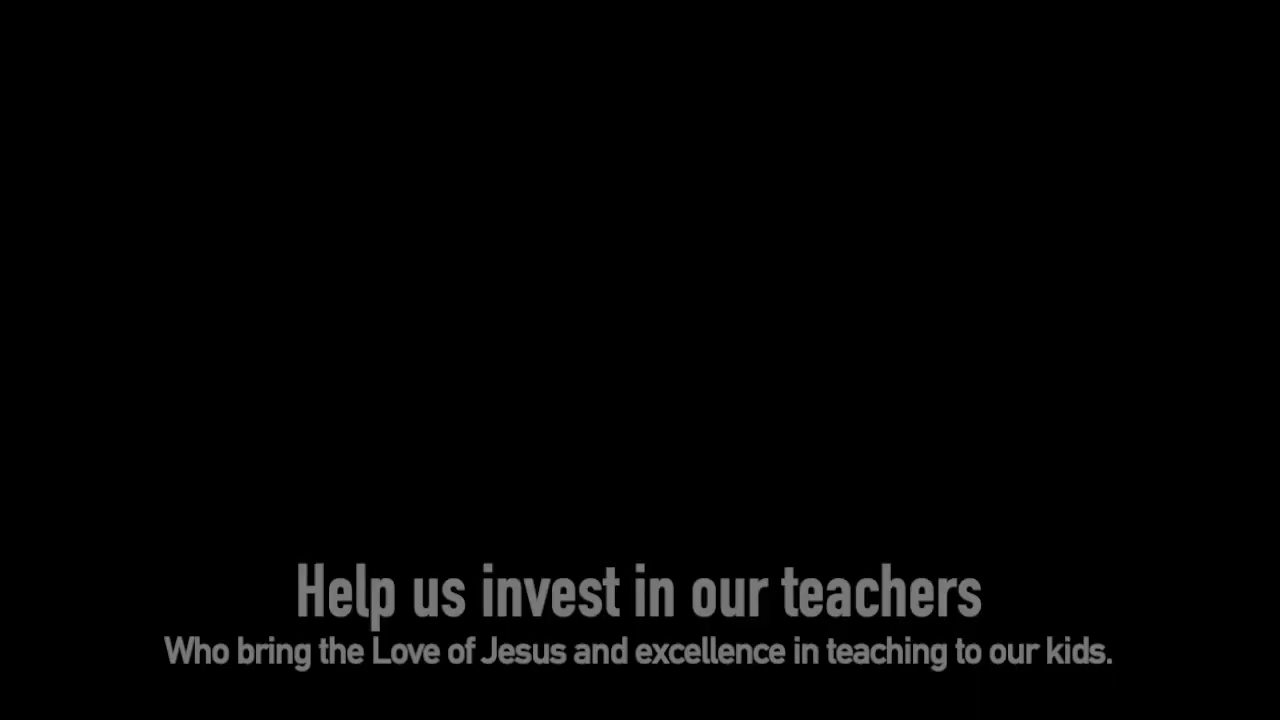 Help us invest in our teachers
Who bring the Love of Jesus and excellence in teaching to our kids.